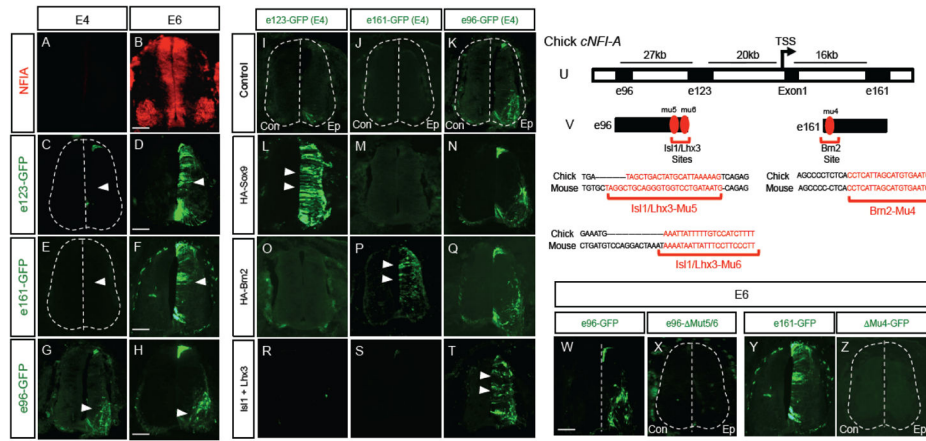 E4 E6
NFIA
A B
e123-GFP
C D
e161-GFP
E F
e96-GFP
G H
e123-GFP (E4) e161-GFP (E4) e96-GFP (E4)
Control
I J K
Con Ep Con Ep Con Ep
HA-Sox9
L M N
HA-Brn2
O P Q
Isl1 + Lhx3
R S T
Chick cNFI-A
27kb 20kb TSS 16kb
U
e96 e123 Exon1 e161
V
mu5 mu6 mu4
e96 e161
Isl1/Lhx3 Sites
Brn2 Site
Chick TGA----------TAGCTGACTATGCATTAAAAAGTCAGAG
Mouse TGTGCTAGGCTGCAGGGTGGTCCTGATAATG-CAGAG
Isl1/Lhx3-Mu5
AGCCCCTCTCACCTCATTAGCATGTGAAT
AGCCCC-CTCACCTCATTAGCATGTGAAT
Brn2-Mu4
Chick GAAATG------------------AAATTATTTTTGTCCATCTTTT
Mouse CTGATGTCCAGGACTAAATAAAATAATTATTTCCTTCCCTT
Isl1/Lhx3-Mu6
E6
e96-GFP e96-ΔMut5/6 e161-GFP ΔMu4-GFP
W X Y Z
Con Ep Con Ep